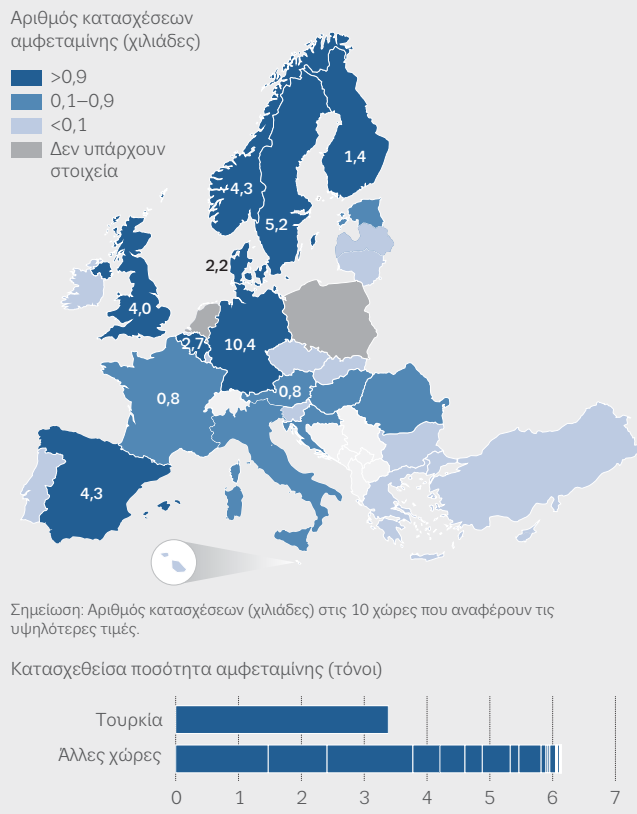 Αριθμός κατασχέσεων
αμφεταμίνης (χιλιάδες)
>0,9
0,1–0,9
<0,1
Δεν υπάρχουν
στοιχεία
1,4
4,3
5,2
2,2
4,0
2,7
10,4
0,8
0,8
4,3
Σημείωση: Αριθμός κατασχέσεων (χιλιάδες) στις 10 χώρες που αναφέρουν τις
υψηλότερες τιμές.
Κατασχεθείσα ποσότητα αμφεταμίνης (τόνοι)
Τουρκία
Άλλες χώρες
0 1 2 3 4 5 6 7